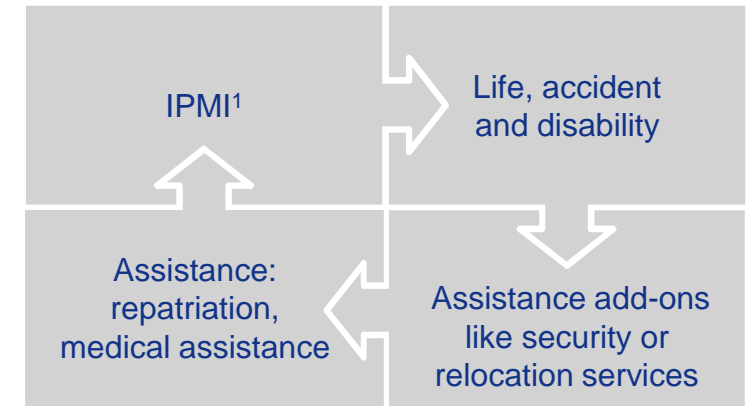 IPMI¹
Life, accident
and disability
Assistance:
repatriation,
medical assistance
Assistance add-ons
like security or
relocation services